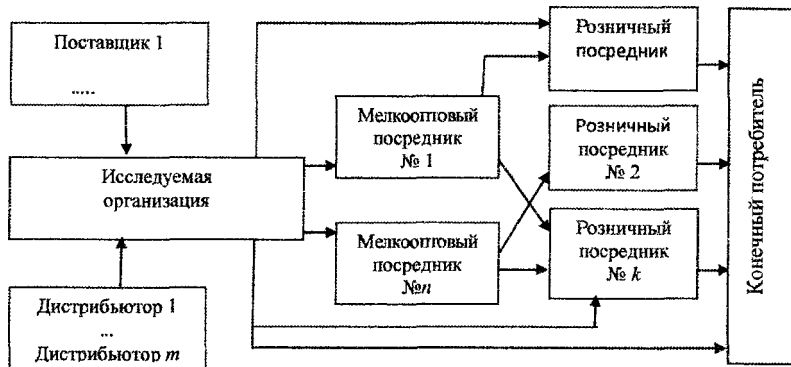 Поставщик 1
.....
Исследуемая
организация
Дистрибьютор 1
...
Дистрибьютор m
Мелкооптовый
посредник
№ 1
Мелкооптовый
посредник
№n
Розничный
посредник
Розничный
посредник
№ 2
Розничный
посредник
№ k
Конечный потребитель